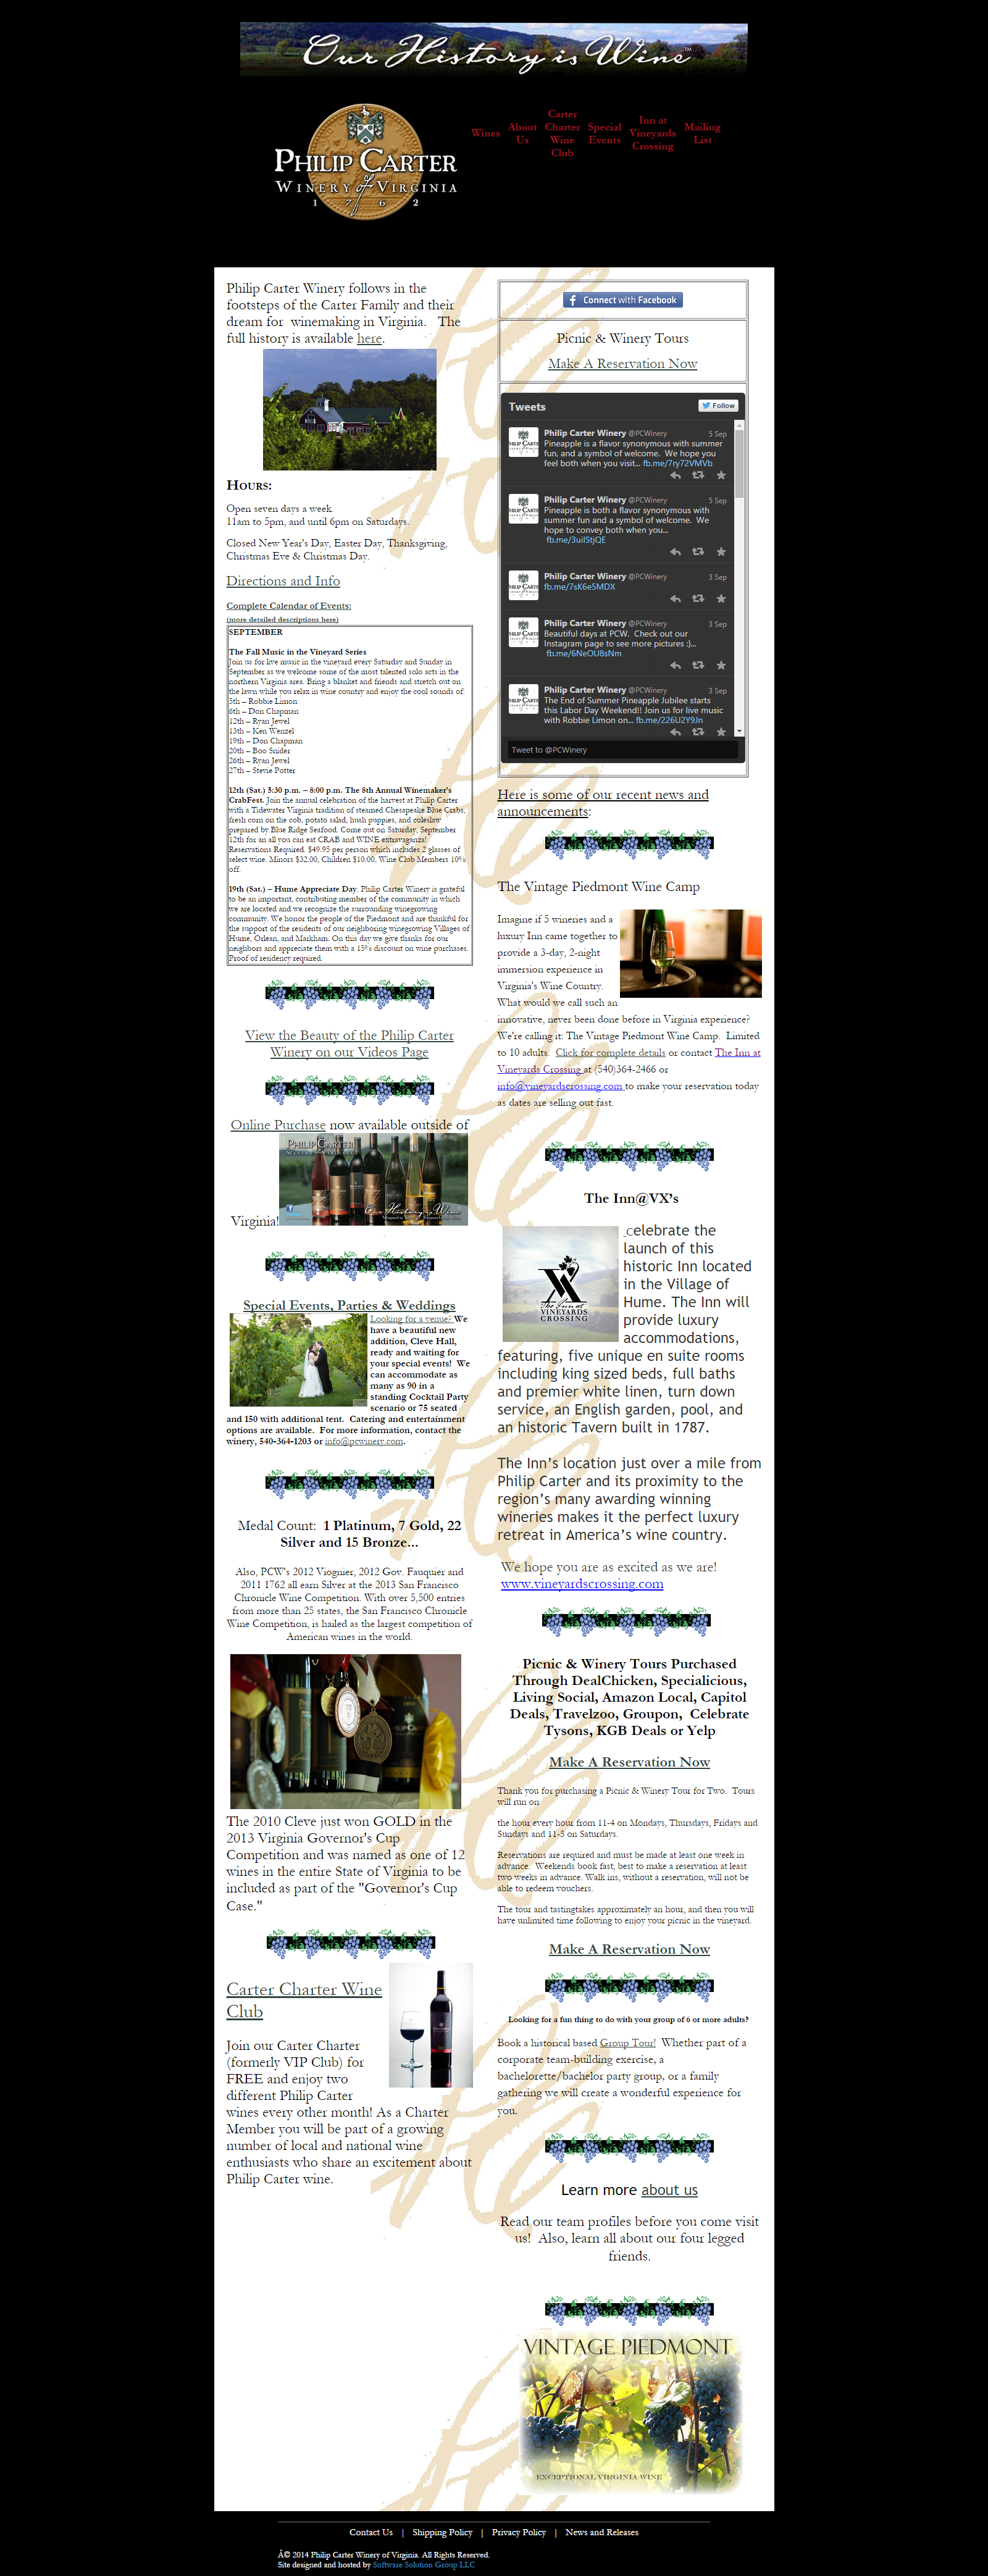 Our History is Wine™
PHILIP CARTER
WINERY of VIRGINIA
1 7 6 2
Wines
About
Us
Carter
Charter
Wine
Club
Special
Events
Inn at
Vineyards
Crossing
Mailing
List
Philip Carter Winery follows in the
footsteps of the Carter Family and their
dream for winemaking in Virginia. The
full history is available here.
HOURS:
Open seven days a week.
11am to 5pm, and until 6pm on Saturdays.
Closed New Year's Day, Easter Day, Thanksgiving,
Christmas Eve & Christmas Day.
Directions and Info
Complete Calendar of Events:
(more detailed descriptions here)
SEPTEMBER
The Fall Music in the Vineyard Series
Join us for live music in the vineyard every Saturday and Sunday in
September as we welcome some of the most talented solo acts in the
northern Virginia area. Bring a blanket and friends and stretch out on
the lawn while you relax in wine country and enjoy the cool sounds of:
5th – Robbie Limon
6th – Don Chapman
12th – Ryan Jewel
13th – Ken Wenzel
19th – Don Chapman
20th – Boo Snider
26th – Ryan Jewel
27th – Stevie Potter
12th (Sat.) 5:30 p.m. – 8:00 p.m. The 8th Annual Winemaker's
CrabFest. Join the annual celebration of the harvest at Philip Carter
with a Tidewater Virginia tradition of steamed Chesapeake Blue Crabs,
fresh corn on the cob, potato salad, hush puppies, and coleslaw
prepared by Blue Ridge Seafood. Come out on Saturday, September
12th for an all you can eat CRAB and WINE extravaganza!
Reservations Required. $49.95 per person which includes 2 glasses of
select wine. Minors $32.00, Children $10.00, Wine Club Members 10%
off.
19th (Sat.) – Hume Appreciate Day. Philip Carter Winery is grateful
to be an important, contributing member of the community in which
we are located and we recognize the surrounding winegrowing
community. We honor the people of the Piedmont and are thankful for
the support of the residents of our neighboring winegrowing Villages of
Hume, Orlean, and Markham. On this day we give thanks for our
neighbors and appreciate them with a 15% discount on wine purchases.
Proof of residency required.
View the Beauty of the Philip Carter
Winery on our Videos Page
Online Purchase now available outside of
PHILIP CARTER
Our History is Wine
Virginia!
Special Events, Parties & Weddings
Looking for a venue? We
have a beautiful new
addition, Cleve Hall,
ready and waiting for
your special events! We
can accommodate as
many as 90 in a
standing Cocktail Party
scenario or 75 seated
and 150 with additional tent. Catering and entertainment
options are available. For more information, contact the
winery, 540-364-1203 or info@pcwinery.com.
Medal Count: 1 Platinum, 7 Gold, 22
Silver and 15 Bronze...
Also, PCW's 2012 Viognier, 2012 Gov. Fauquier and
2011 1762 all earn Silver at the 2013 San Francisco
Chronicle Wine Competition. With over 5,500 entries
from more than 25 states, the San Francisco Chronicle
Wine Competition, is hailed as the largest competition of
American wines in the world.
The 2010 Cleve just won GOLD in the
2013 Virginia Governor's Cup
Competition and was named as one of 12
wines in the entire State of Virginia to be
included as part of the "Governor's Cup
Case."
Carter Charter Wine
Club
Join our Carter Charter
(formerly VIP Club) for
FREE and enjoy two
different Philip Carter
wines every other month! As a Charter
Member you will be part of a growing
number of local and national wine
enthusiasts who share an excitement about
Philip Carter wine.
Connect with Facebook
Picnic & Winery Tours
Make A Reservation Now
Tweets
Follow
Philip Carter Winery @PCWinery 5 Sep
Pineapple is a flavor synonymous with summer
fun, and a symbol of welcome. We hope you
feel both when you visit... fb.me/7ry72VMVb
Philip Carter Winery @PCWinery 5 Sep
Pineapple is both a flavor synonymous with
summer fun and a symbol of welcome. We
hope to convey both when you...
fb.me/3uiIStjQE
Philip Carter Winery @PCWinery 3 Sep
fb.me/7sK6e5MDX
Philip Carter Winery @PCWinery 3 Sep
Beautiful days at PCW. Check out our
Instagram page to see more pictures :)...
fb.me/6NeOU8sNm
Philip Carter Winery @PCWinery 3 Sep
The End of Summer Pineapple Jubilee starts
this Labor Day Weekend!! Join us for live music
with Robbie Limon on... fb.me/226U2Y9Jn
Tweet to @PCWinery
Here is some of our recent news and
announcements:
The Vintage Piedmont Wine Camp
Imagine if 5 wineries and a
luxury Inn came together to
provide a 3-day, 2-night
immersion experience in
Virginia's Wine Country.
What would we call such an
innovative, never been done before in Virginia experience?
We're calling it: The Vintage Piedmont Wine Camp. Limited
to 10 adults. Click for complete details or contact The Inn at
Vineyards Crossing at (540)364-2466 or
info@vineyardscrossing.com to make your reservation today
as dates are selling out fast.
The Inn@VX's
The Inn at
VINEYARDS
CROSSING
Celebrate the
launch of this
historic Inn located
in the Village of
Hume. The Inn will
provide luxury
accommodations,
featuring, five unique en suite rooms
including king sized beds, full baths
and premier white linen, turn down
service, an English garden, pool, and
an historic Tavern built in 1787.
The Inn's location just over a mile from
Philip Carter and its proximity to the
region's many awarding winning
wineries makes it the perfect luxury
retreat in America's wine country.
We hope you are as excited as we are!
www.vineyardscrossing.com
Picnic & Winery Tours Purchased
Through DealChicken, Specialicious,
Living Social, Amazon Local, Capitol
Deals, Travelzoo, Groupon, Celebrate
Tysons, KGB Deals or Yelp
Make A Reservation Now
Thank you for purchasing a Picnic & Winery Tour for Two. Tours
will run on
the hour every hour from 11-4 on Mondays, Thursdays, Fridays and
Sundays and 11-5 on Saturdays.
Reservations are required and must be made at least one week in
advance. Weekends book fast, best to make a reservation at least
two weeks in advance. Walk ins, without a reservation, will not be
able to redeem vouchers.
The tour and tastingtakes approximately an hour, and then you will
have unlimited time following to enjoy your picnic in the vineyard.
Make A Reservation Now
Looking for a fun thing to do with your group of 6 or more adults?
Book a historical based Group Tour! Whether part of a
corporate team-building exercise, a
bachelorette/bachelor party group, or a family
gathering we will create a wonderful experience for
you.
Learn more about us
Read our team profiles before you come visit
us! Also, learn all about our four legged
friends.
VINTAGE PIEDMONT
EXCEPTIONAL VIRGINIA WINE
Contact Us | Shipping Policy | Privacy Policy | News and Releases
Â© 2014 Philip Carter Winery of Virginia. All Rights Reserved.
Site designed and hosted by Software Solution Group LLC